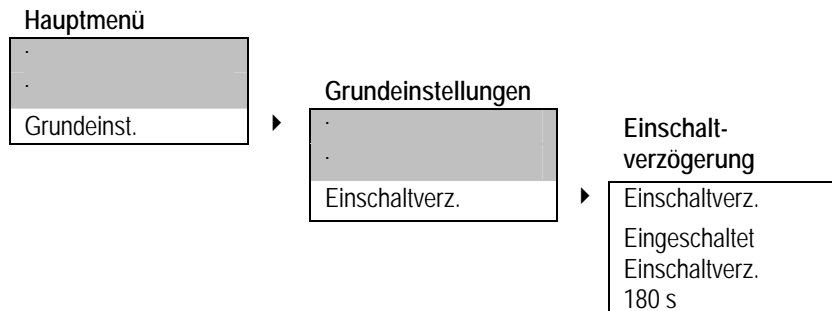 Hauptmenü
.
.
Grundeinst.
Grundeinstellungen
.
.
Einschaltverz.
Einschalt-
verzögerung
Einschaltverz.
Eingeschaltet
Einschaltverz.
180 s